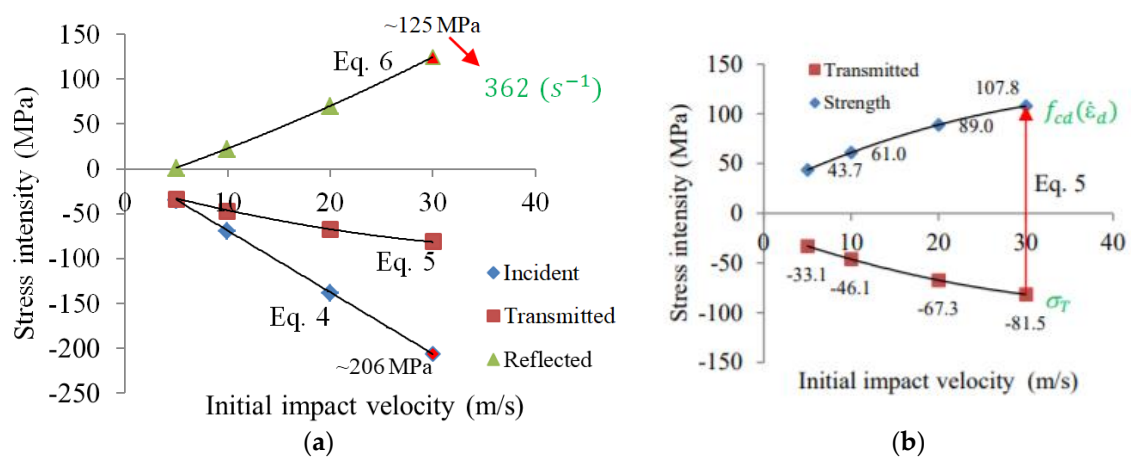 ~125 MPa
150
100
50
0
-50
-100
-150
-200
-250
0
10
20
30
40
Eq. 6
362 (s⁻¹)
Eq. 5
Eq. 4
~206 MPa
Incident
Transmitted
Reflected
Stress intensity (MPa)
Initial impact velocity (m/s)
(a)
Transmitted
Strength
150
100
50
0
-50
-100
-150
0
10
20
30
40
43.7
61.0
89.0
107.8
f_cd(ε̇_d)
Eq. 5
-33.1
-46.1
-67.3
-81.5
σ_T
Stress intensity (MPa)
Initial impact velocity (m/s)
(b)